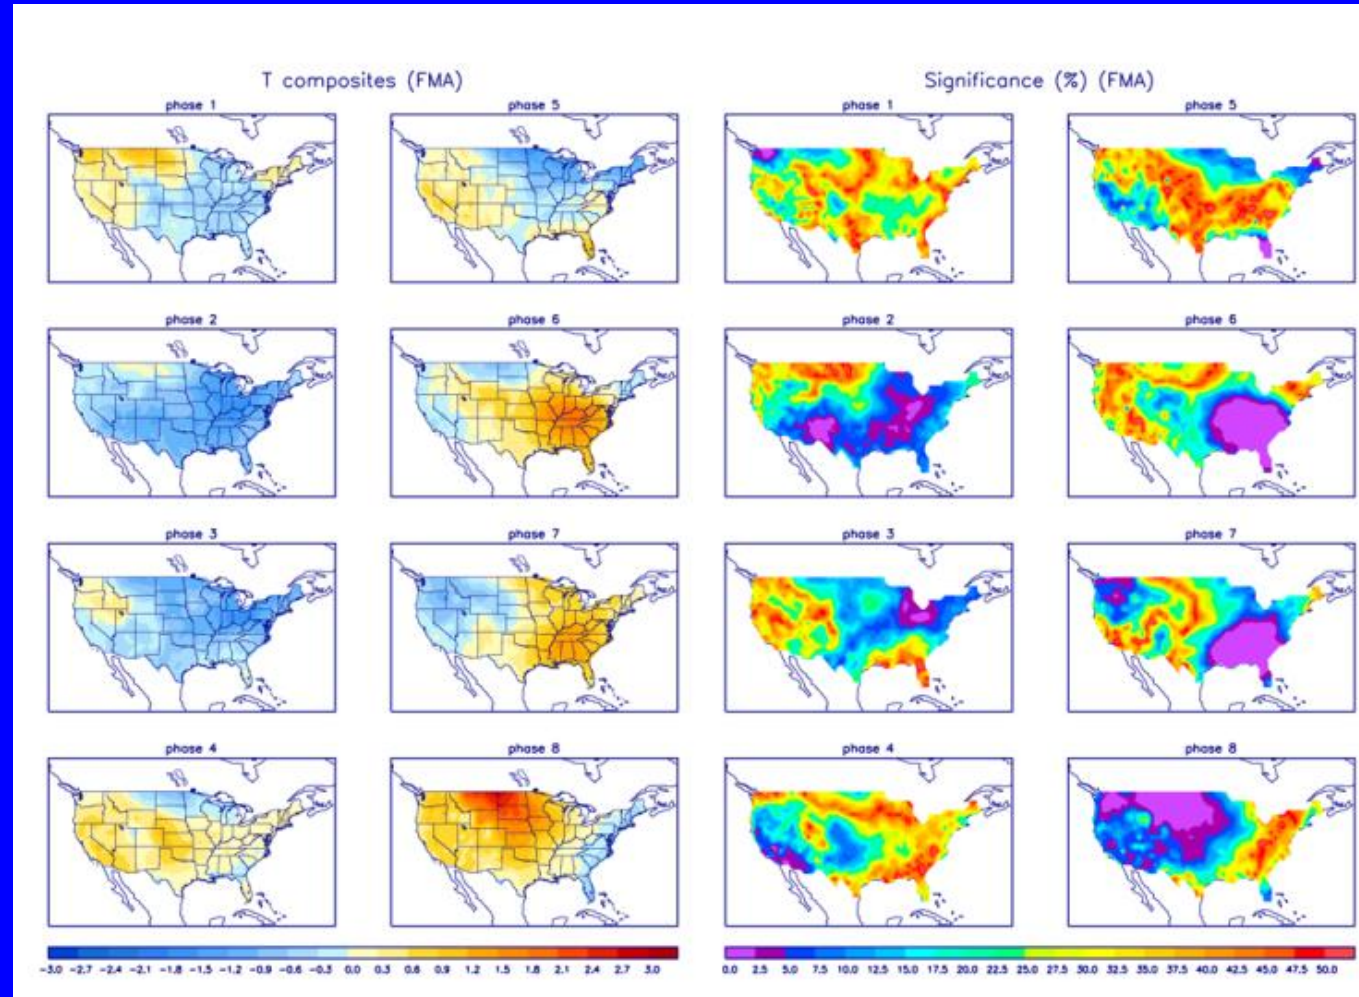 T composites (FMA) Significance (%) (FMA)
phase 1 phase 5 phase 1 phase 5
phase 2 phase 6 phase 2 phase 6
phase 3 phase 7 phase 3 phase 7
phase 4 phase 8 phase 4 phase 8
-3.0 -2.7 -2.4 -2.1 -1.8 -1.5 -1.2 -0.9 -0.6 -0.3 0.0 0.3 0.6 0.9 1.2 1.5 1.8 2.1 2.4 2.7 3.0 0.0 2.5 5.0 7.5 10.0 12.5 15.0 17.5 20.0 22.5 25.0 27.5 30.0 32.5 35.0 37.5 40.0 42.5 45.0 47.5 50.0